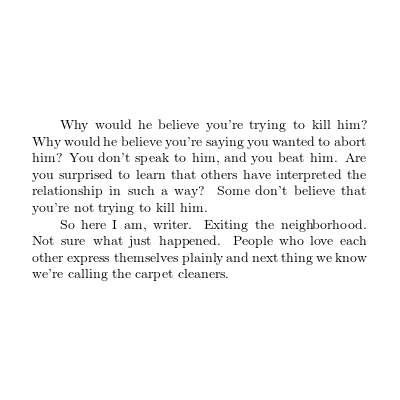 Why would he believe you're trying to kill him?
Why would he believe you're saying you wanted to abort
him? You don't speak to him, and you beat him. Are
you surprised to learn that others have interpreted the
relationship in such a way? Some don't believe that
you're not trying to kill him.
So here I am, writer. Exiting the neighborhood.
Not sure what just happened. People who love each
other express themselves plainly and next thing we know
we're calling the carpet cleaners.